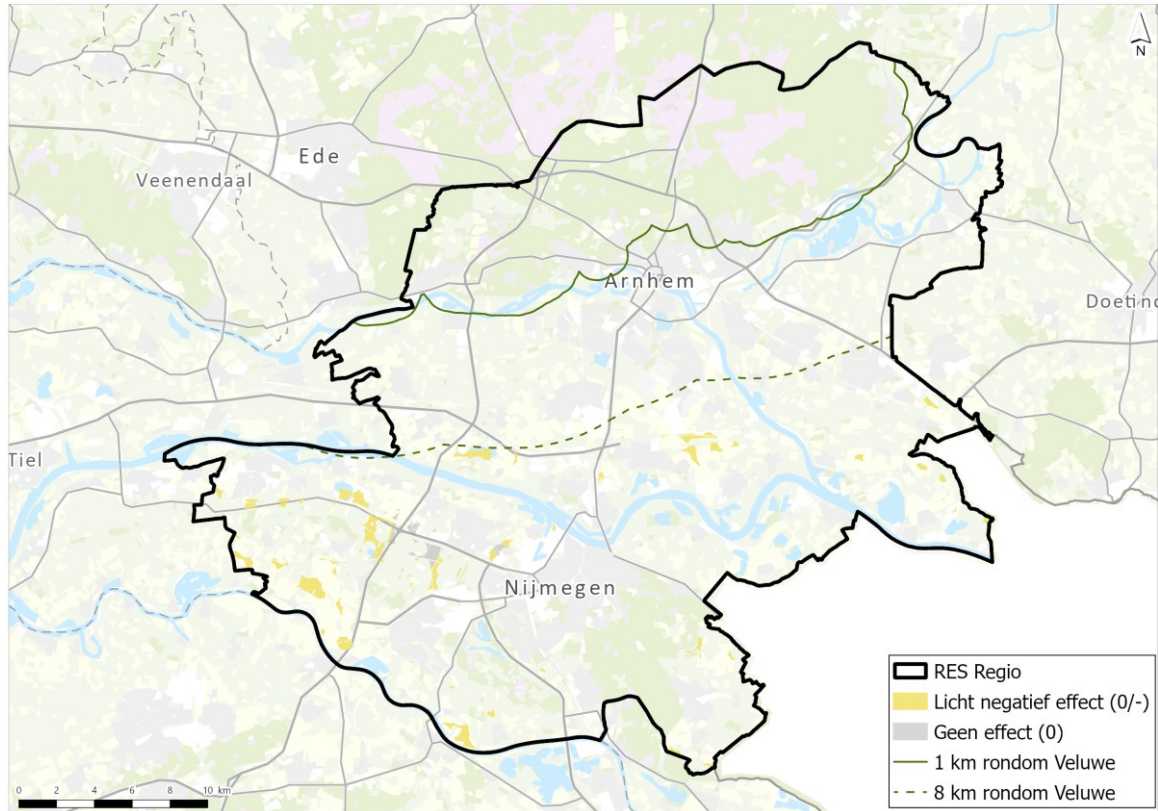 N
Ede
Veenendaal
Arnhem
Doetinc
Tiel
Nijmegen
RES Regio
Licht negatief effect (0/-)
Geen effect (0)
1 km rondom Veluwe
8 km rondom Veluwe
0 2 4 6 8 10 km